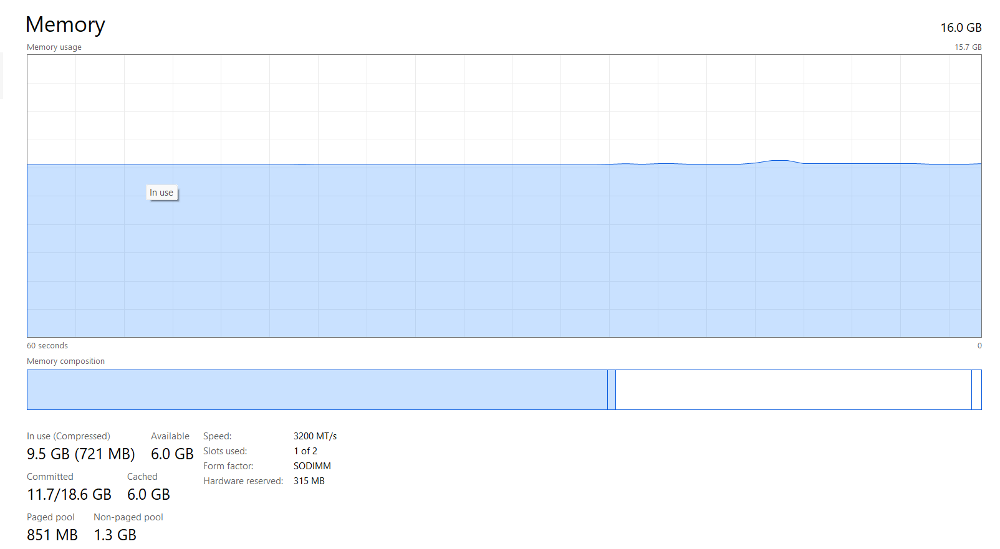 Memory
16.0 GB
Memory usage
15.7 GB
In use
60 seconds
0
Memory composition
In use (Compressed)
9.5 GB (721 MB)
Available
6.0 GB
Committed
11.7/18.6 GB
Cached
6.0 GB
Paged pool
851 MB
Non-paged pool
1.3 GB
Speed: 3200 MT/s
Slots used: 1 of 2
Form factor: SODIMM
Hardware reserved: 315 MB